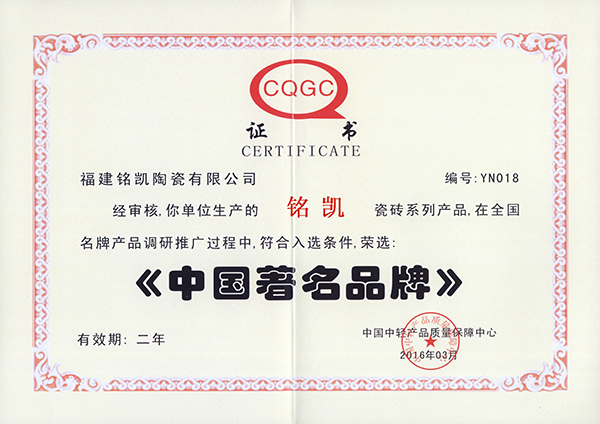 CQGC
证 书
CERTIFICATE
福建铭凯陶瓷有限公司 编号:YN018
经审核,你单位生产的 铭凯 瓷砖系列产品,在全国
名牌产品调研推广过程中,符合入选条件,荣选:
《中国著名品牌》
有效期: 二年
中国中轻产品质量保障中心
2016年03月